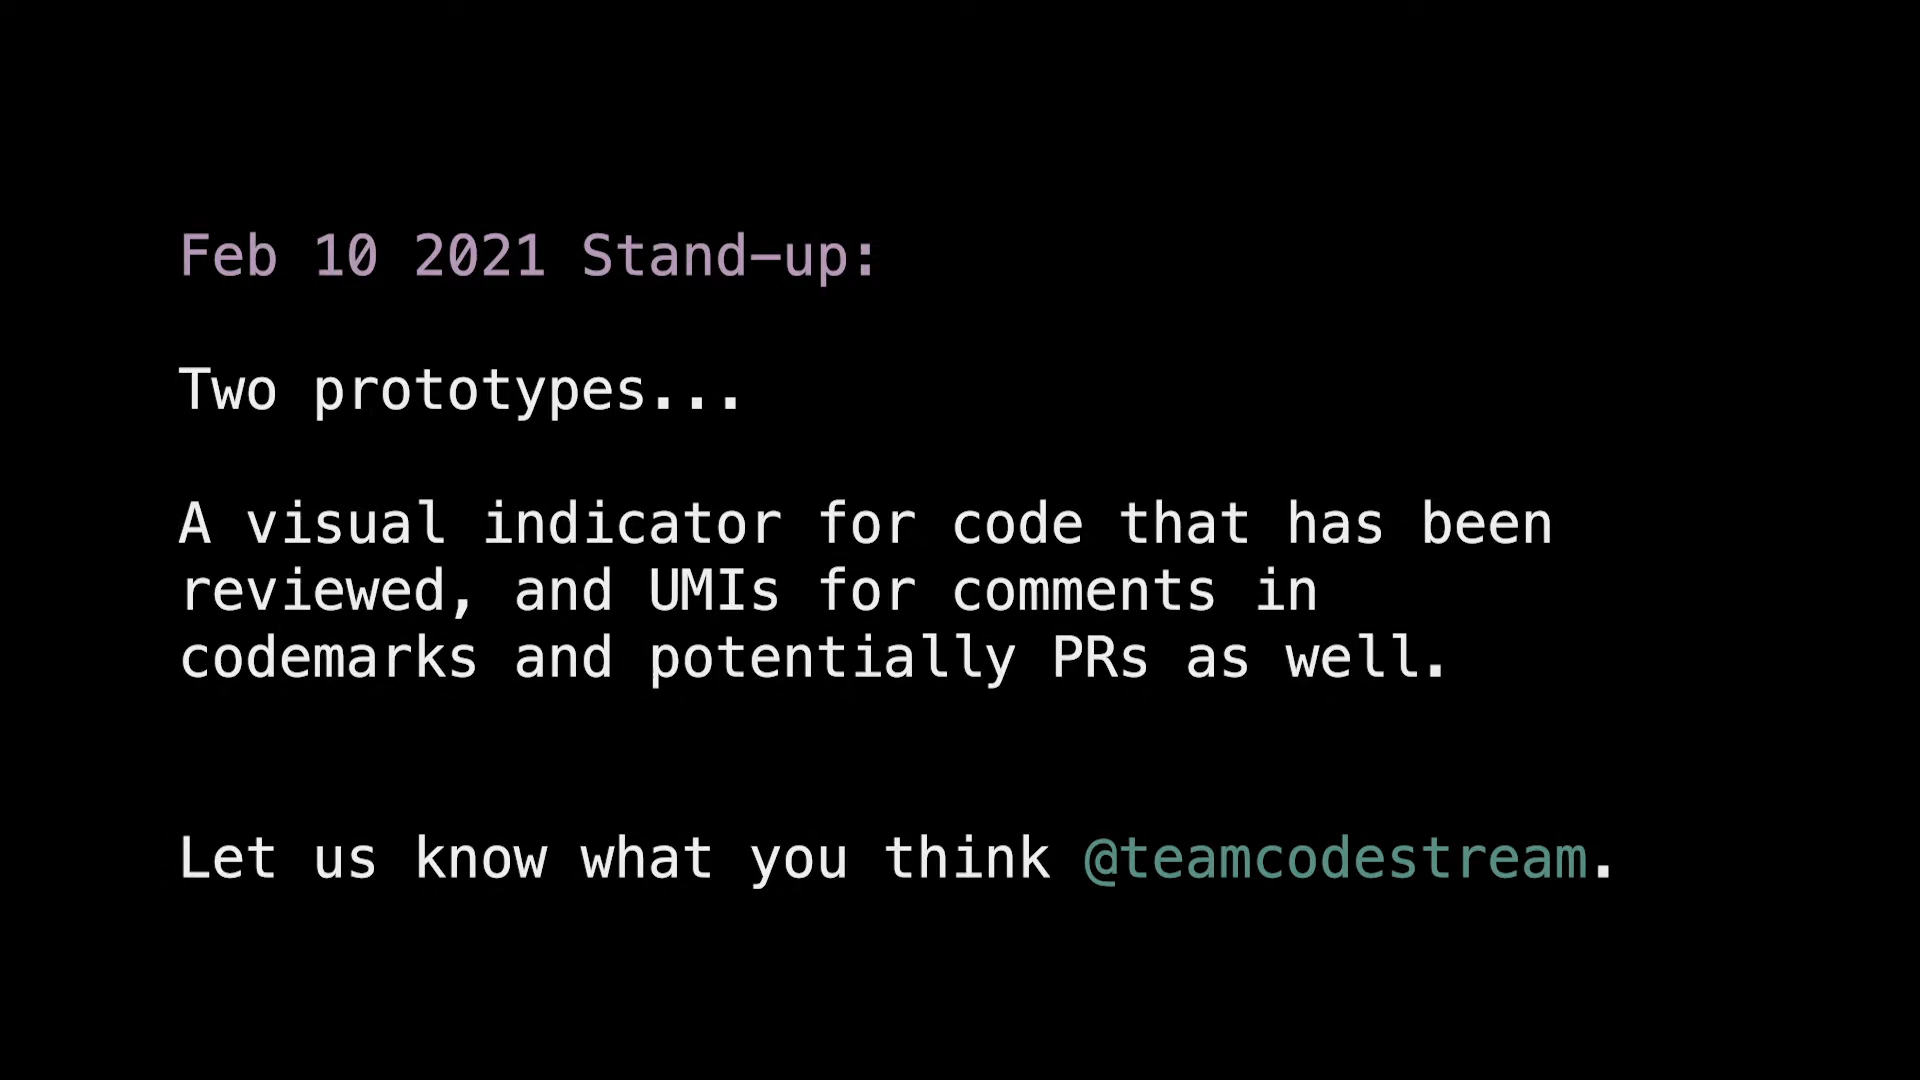 Feb 10 2021 Stand-up:
Two prototypes...
A visual indicator for code that has been
reviewed, and UMIs for comments in
codemarks and potentially PRs as well.
Let us know what you think @teamcodestream.